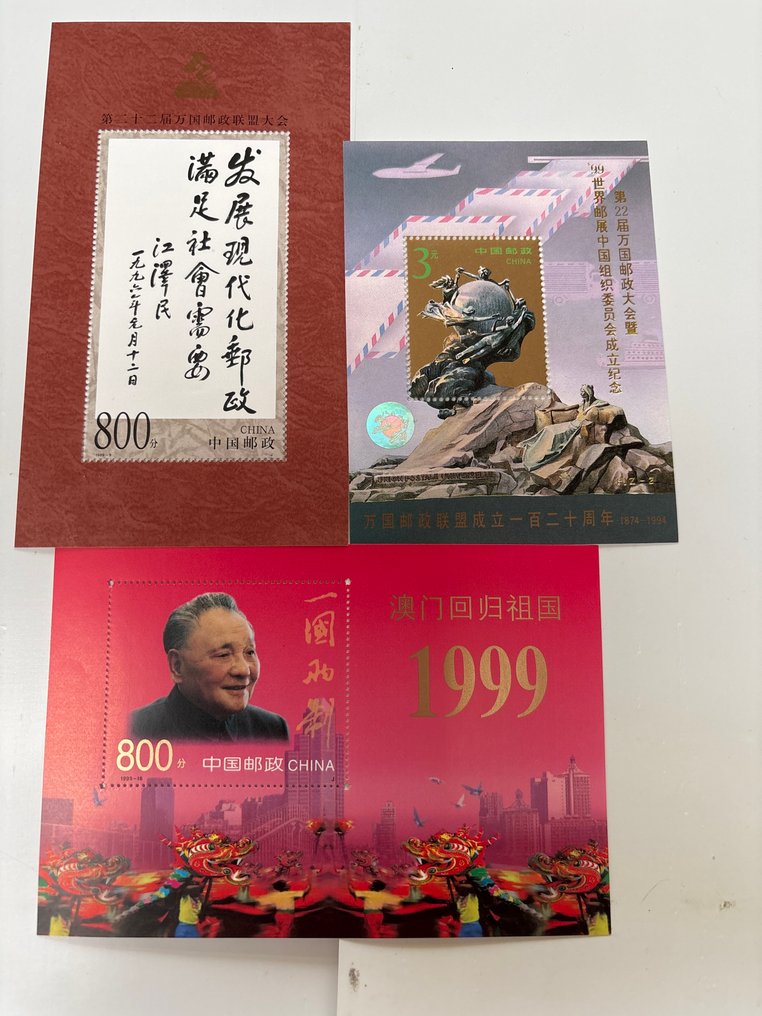 第二十二届万国邮政联盟大会
发展现代化郵政
满足社會需要
江澤民
一九九六年元月十二日
800分
CHINA
中国邮政
3元
中国邮政
CHINA
第22届万国邮政大会暨
'99世界邮展中国组织委员会成立纪念
万国邮政联盟成立一百二十周年 1874-1994
一國两制
800分
中国邮政 CHINA
1999-18
J
澳门回归祖国
1999